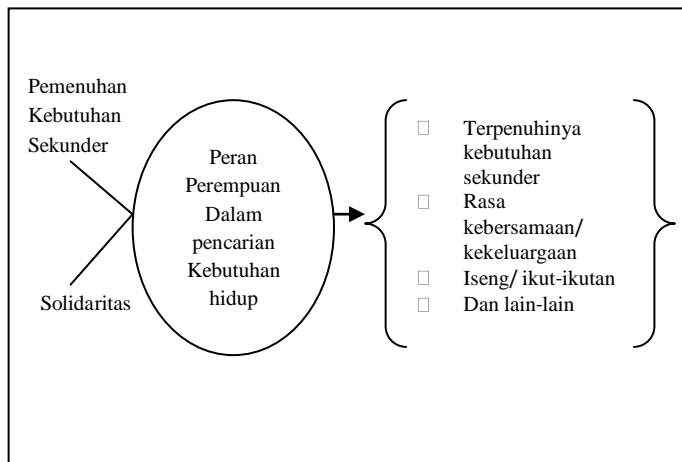 Pemenuhan
Kebutuhan
Sekunder
Solidaritas
Peran
Perempuan
Dalam
pencarian
Kebutuhan
hidup
Terpenuhinya
kebutuhan
sekunder
Rasa
kebersamaan/
kekeluargaan
Iseng/ ikut-ikutan
Dan lain-lain